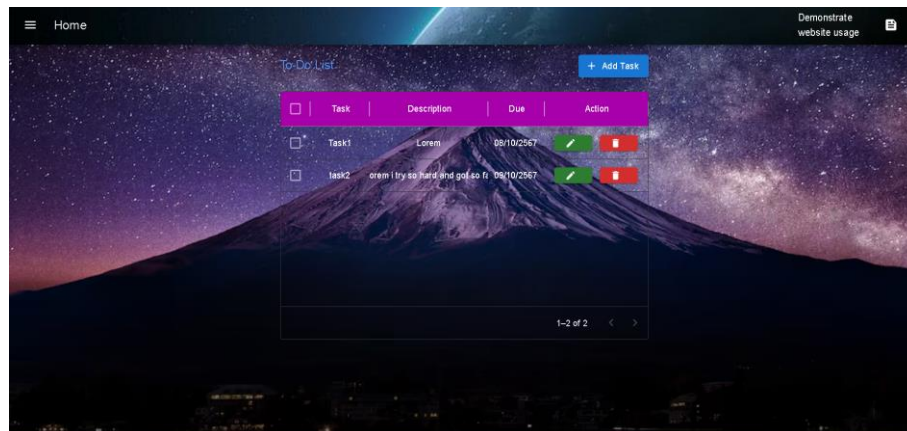 Home
Demonstrate
website usage
To-Do List
+ Add Task
Task Description Due Action
Task1 Lorem 08/10/2567
task2 orem i try so hard and got so fa 09/10/2567
1–2 of 2